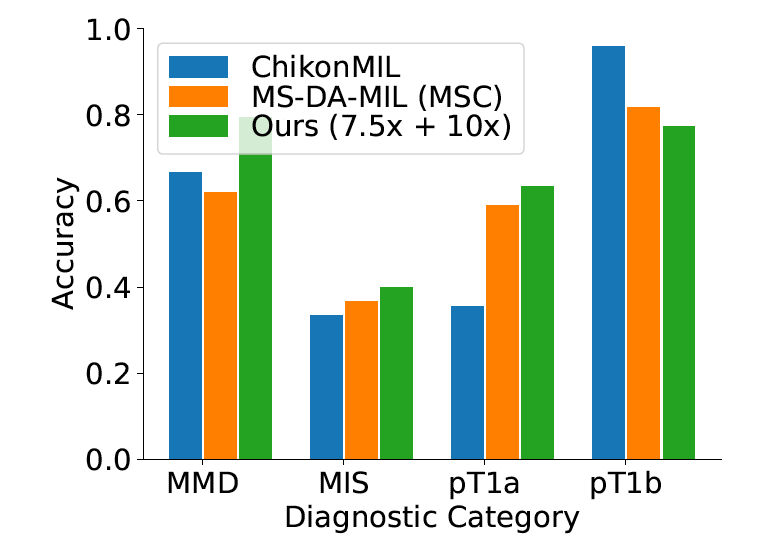 1.0
0.8
0.6
0.4
0.2
0.0
Accuracy
ChikonMIL
MS-DA-MIL (MSC)
Ours (7.5x + 10x)
MMD MIS pT1a pT1b
Diagnostic Category